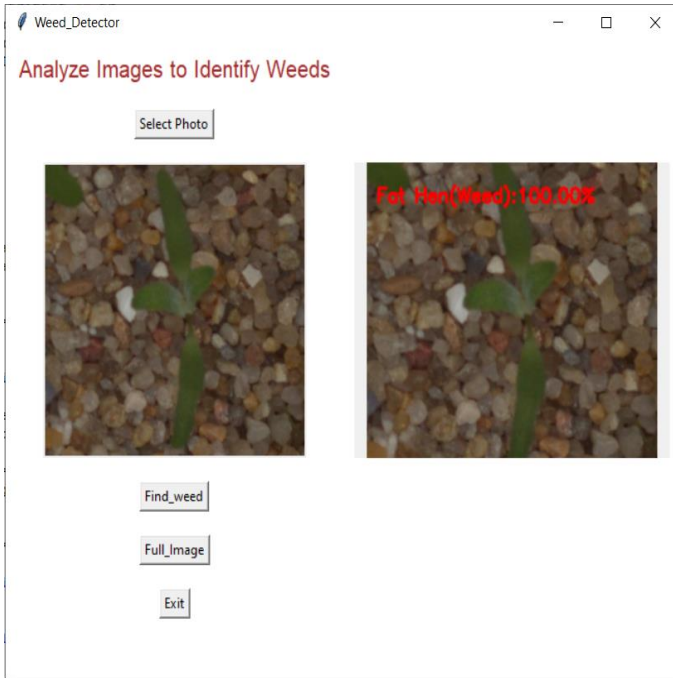 Weed_Detector
Analyze Images to Identify Weeds
Select Photo
Fat Hen(Weed):100.00%
Find_weed
Full_Image
Exit